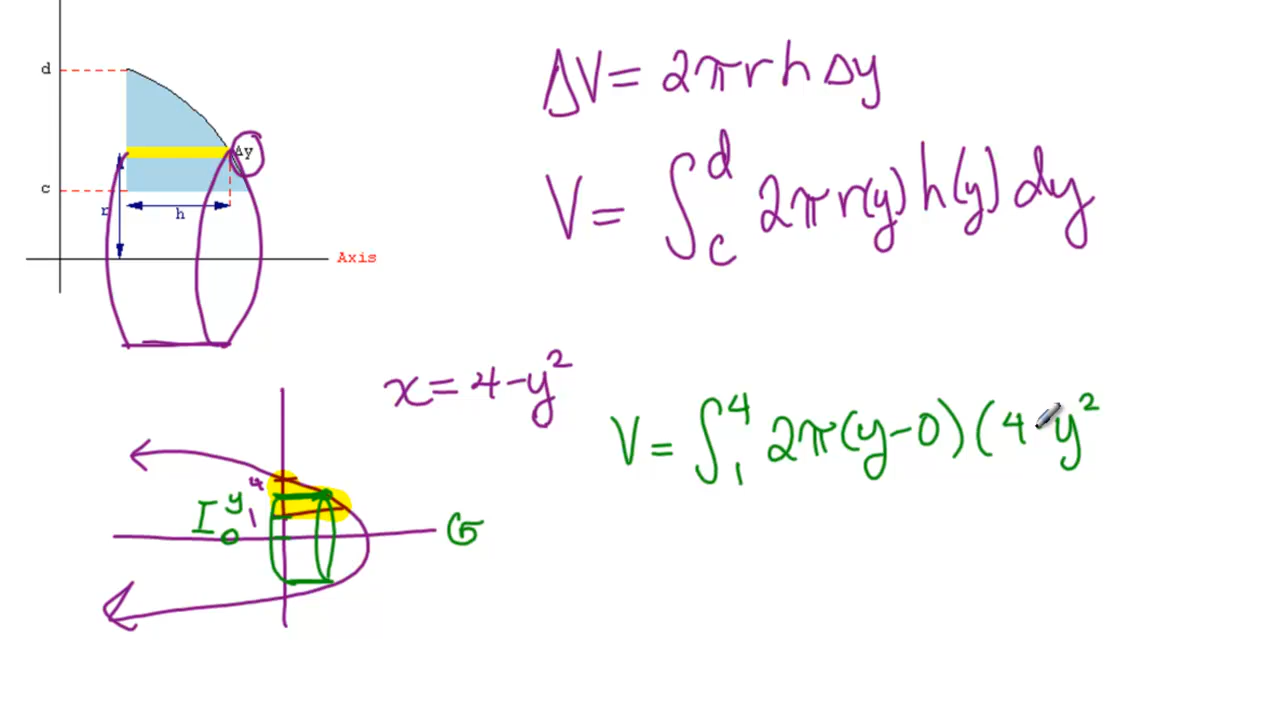 d
Δy
c
r
h
Axis
ΔV = 2πrhΔy
V = ∫_c^d 2πr(y)h(y)dy
x = 4-y²
V = ∫_1^4 2π(y-0)(4 y²
4
y
1
0